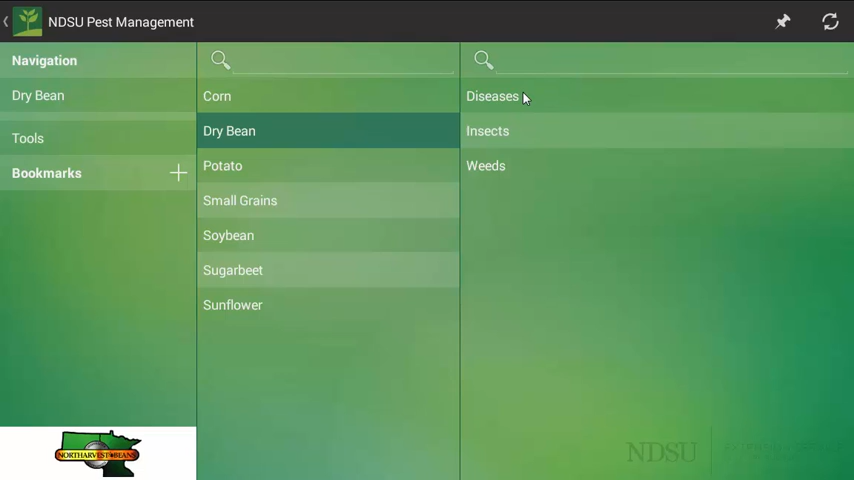 NDSU Pest Management
Navigation
Dry Bean
Tools
Bookmarks
NORTHARVEST BEANS
Corn
Dry Bean
Potato
Small Grains
Soybean
Sugarbeet
Sunflower
Diseases
Insects
Weeds
NDSU